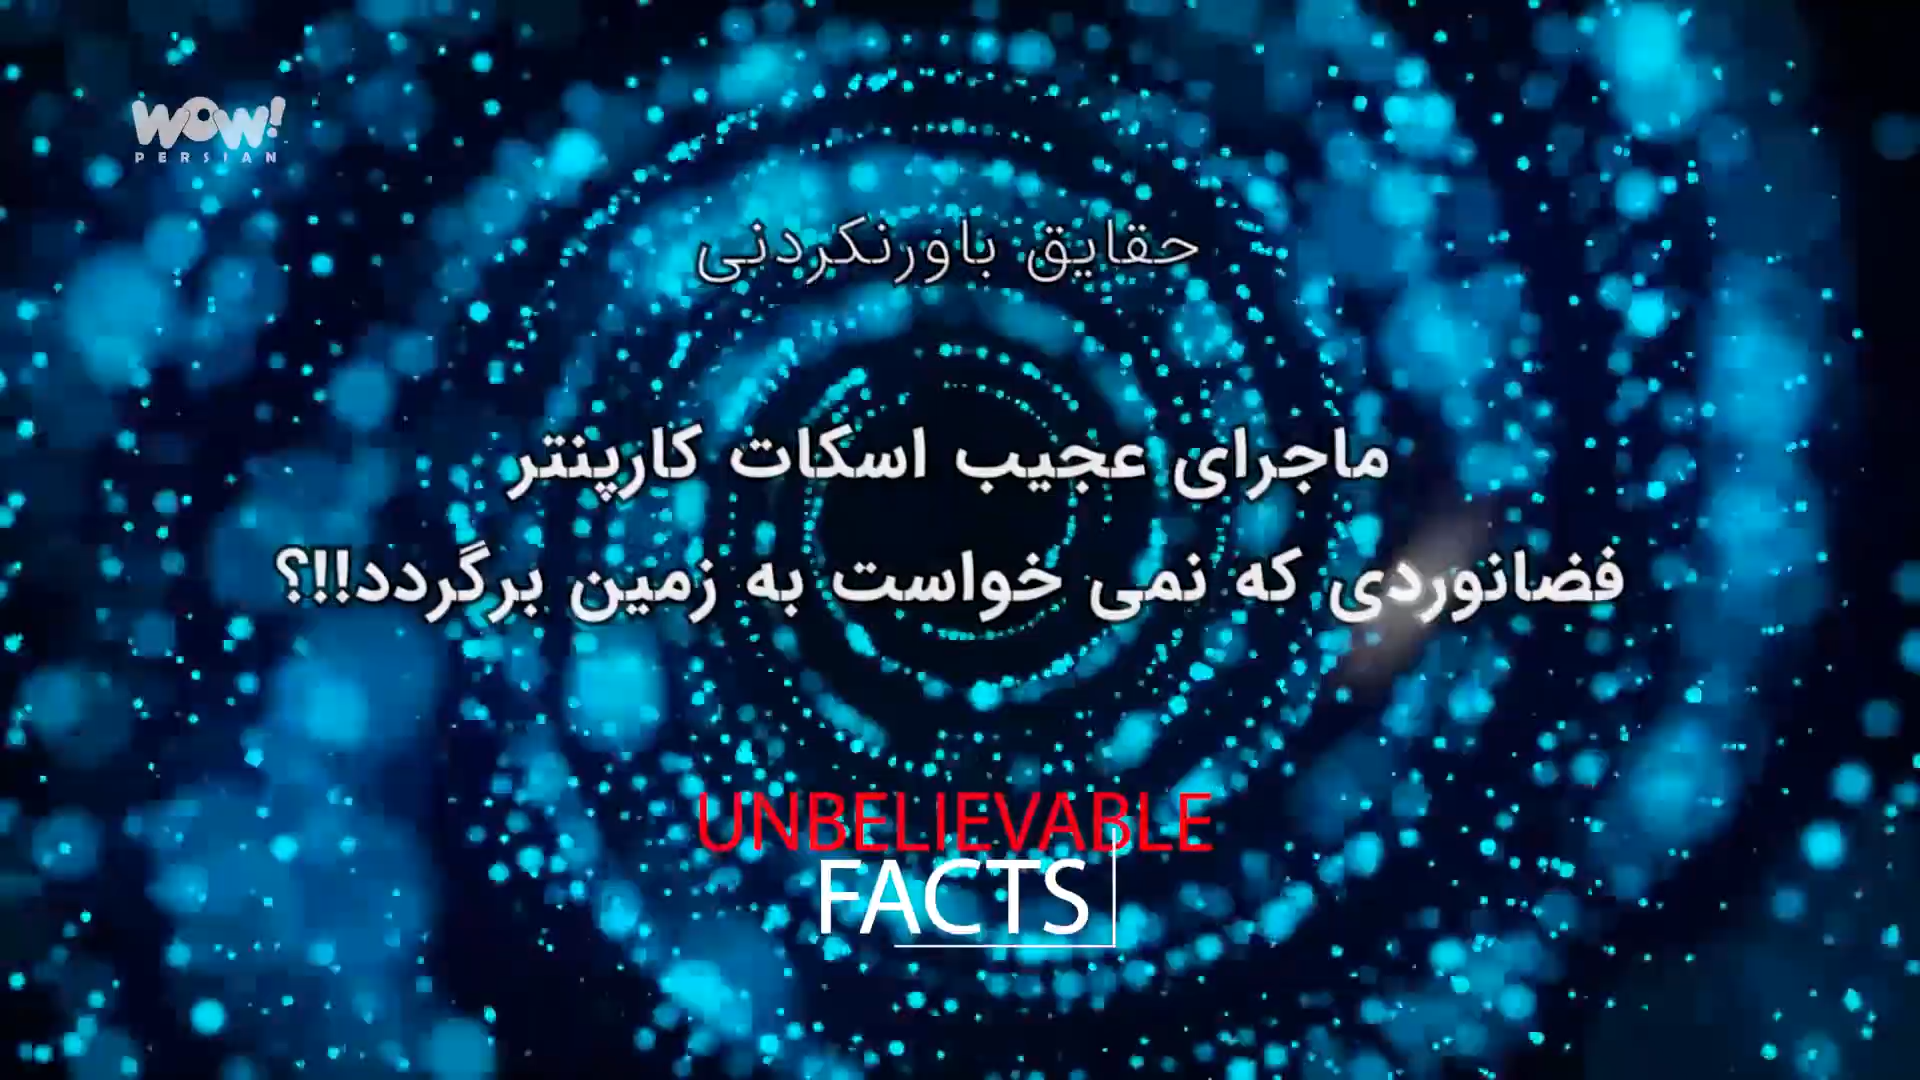 WOW!
PERSIAN
حقایق باورنکردنی
ماجرای عجیب اسکات کارپنتر
فضانوردی که نمی خواست به زمین برگردد!!!؟
UNBELIEVABLE
FACTS